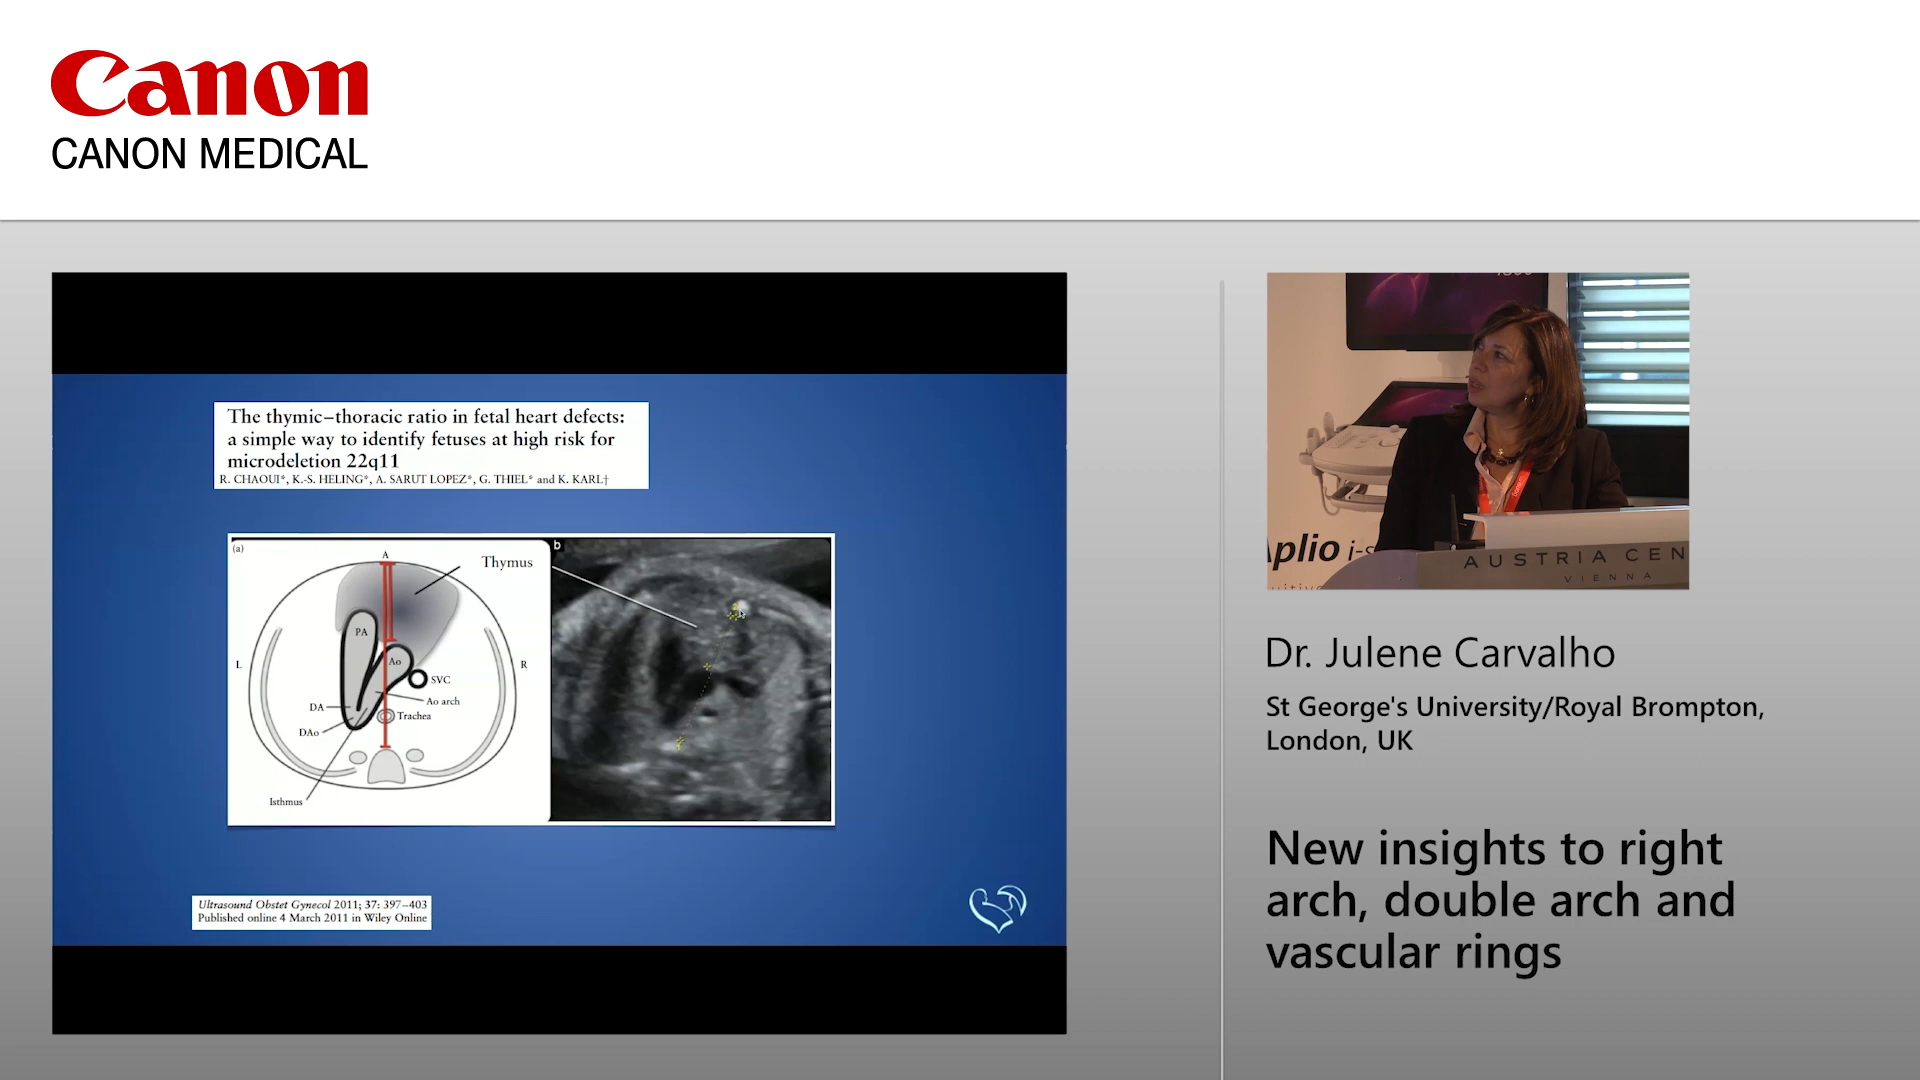 Canon
CANON MEDICAL
The thymic–thoracic ratio in fetal heart defects:
a simple way to identify fetuses at high risk for
microdeletion 22q11
R. CHAOUI*, K.-S. HELING*, A. SARUT LOPEZ*, G. THIEL* and K. KARL†
(a)
A
Thymus
b
PA
L
R
Ao
SVC
Ao arch
DA
Trachea
DAo
Isthmus
Ultrasound Obstet Gynecol 2011; 37: 397–403
Published online 4 March 2011 in Wiley Online
Aplio i-s
AUSTRIA CEN
VIENNA
Dr. Julene Carvalho
St George's University/Royal Brompton,
London, UK
New insights to right
arch, double arch and
vascular rings